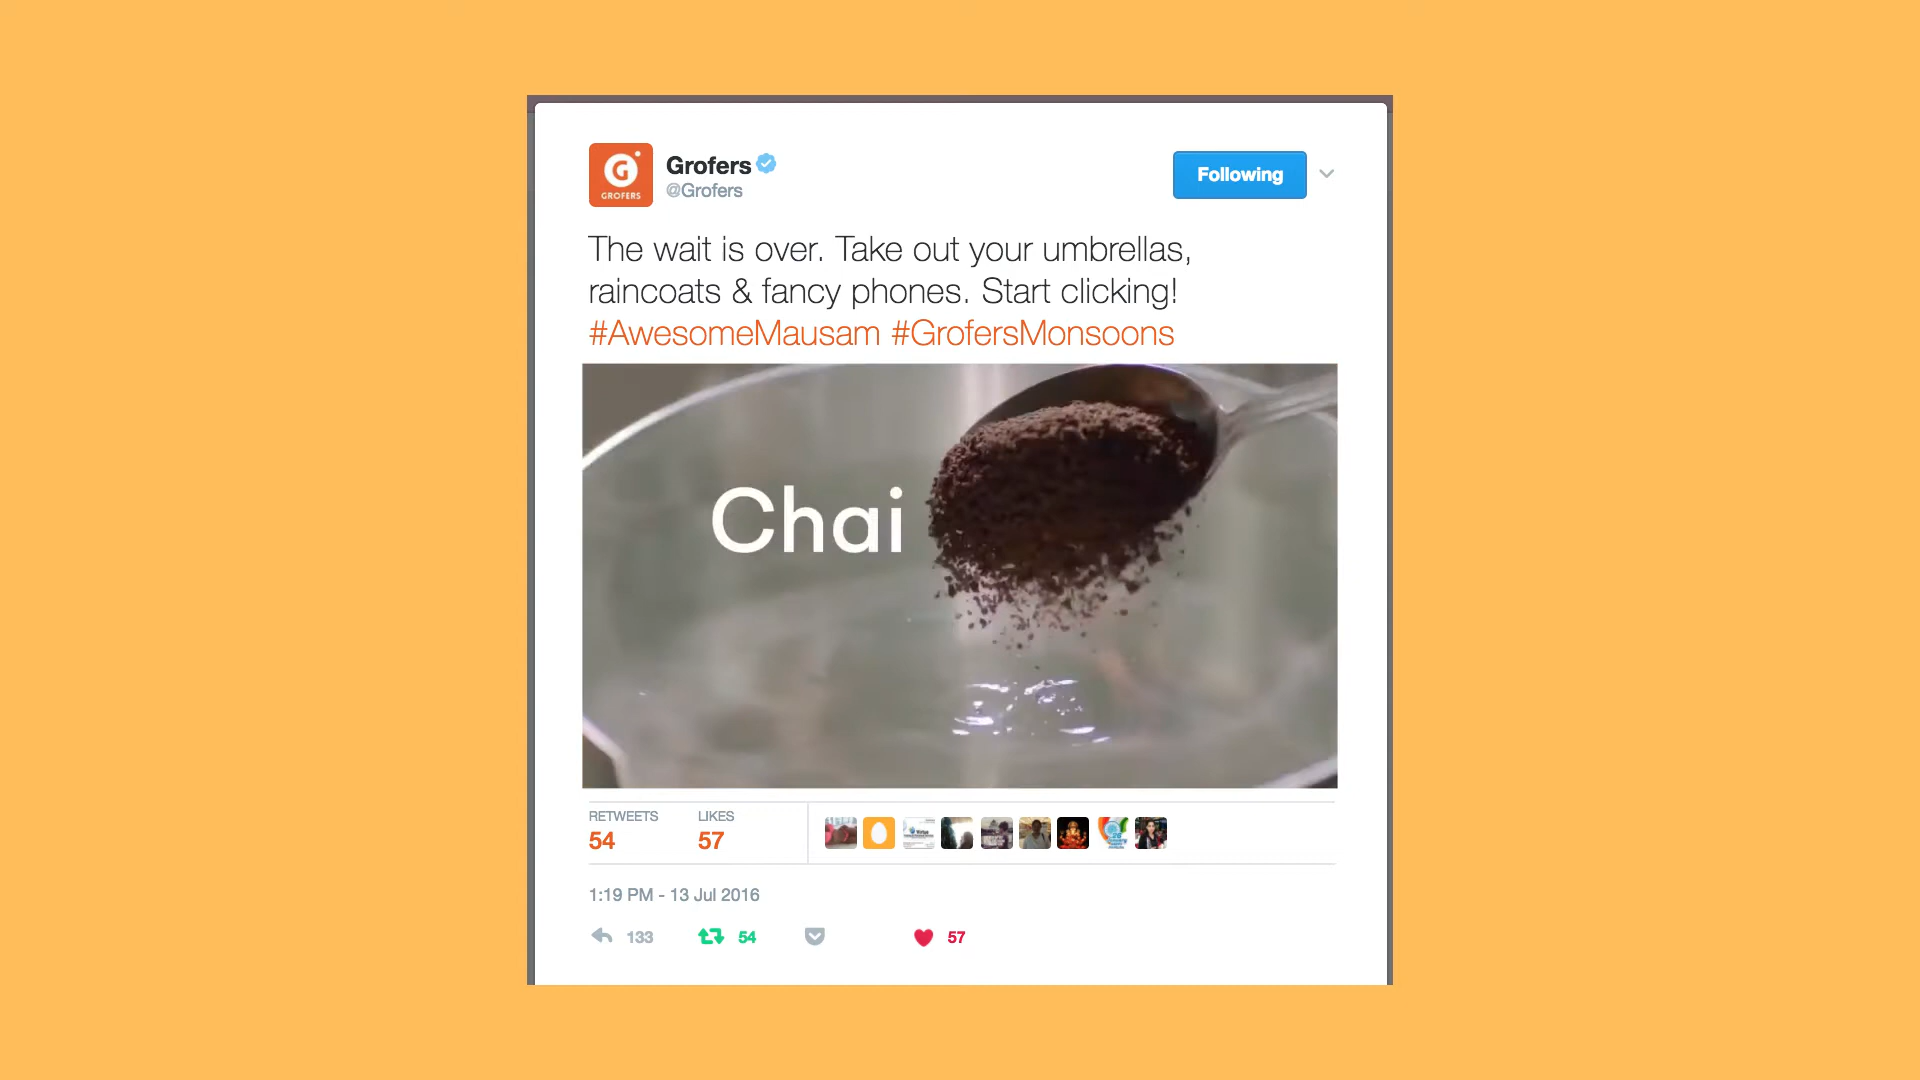 GROFERS
Grofers
@Grofers
Following
The wait is over. Take out your umbrellas,
raincoats & fancy phones. Start clicking!
#AwesomeMausam #GrofersMonsoons
Chai
RETWEETS
54
LIKES
57
1:19 PM - 13 Jul 2016
133
54
57